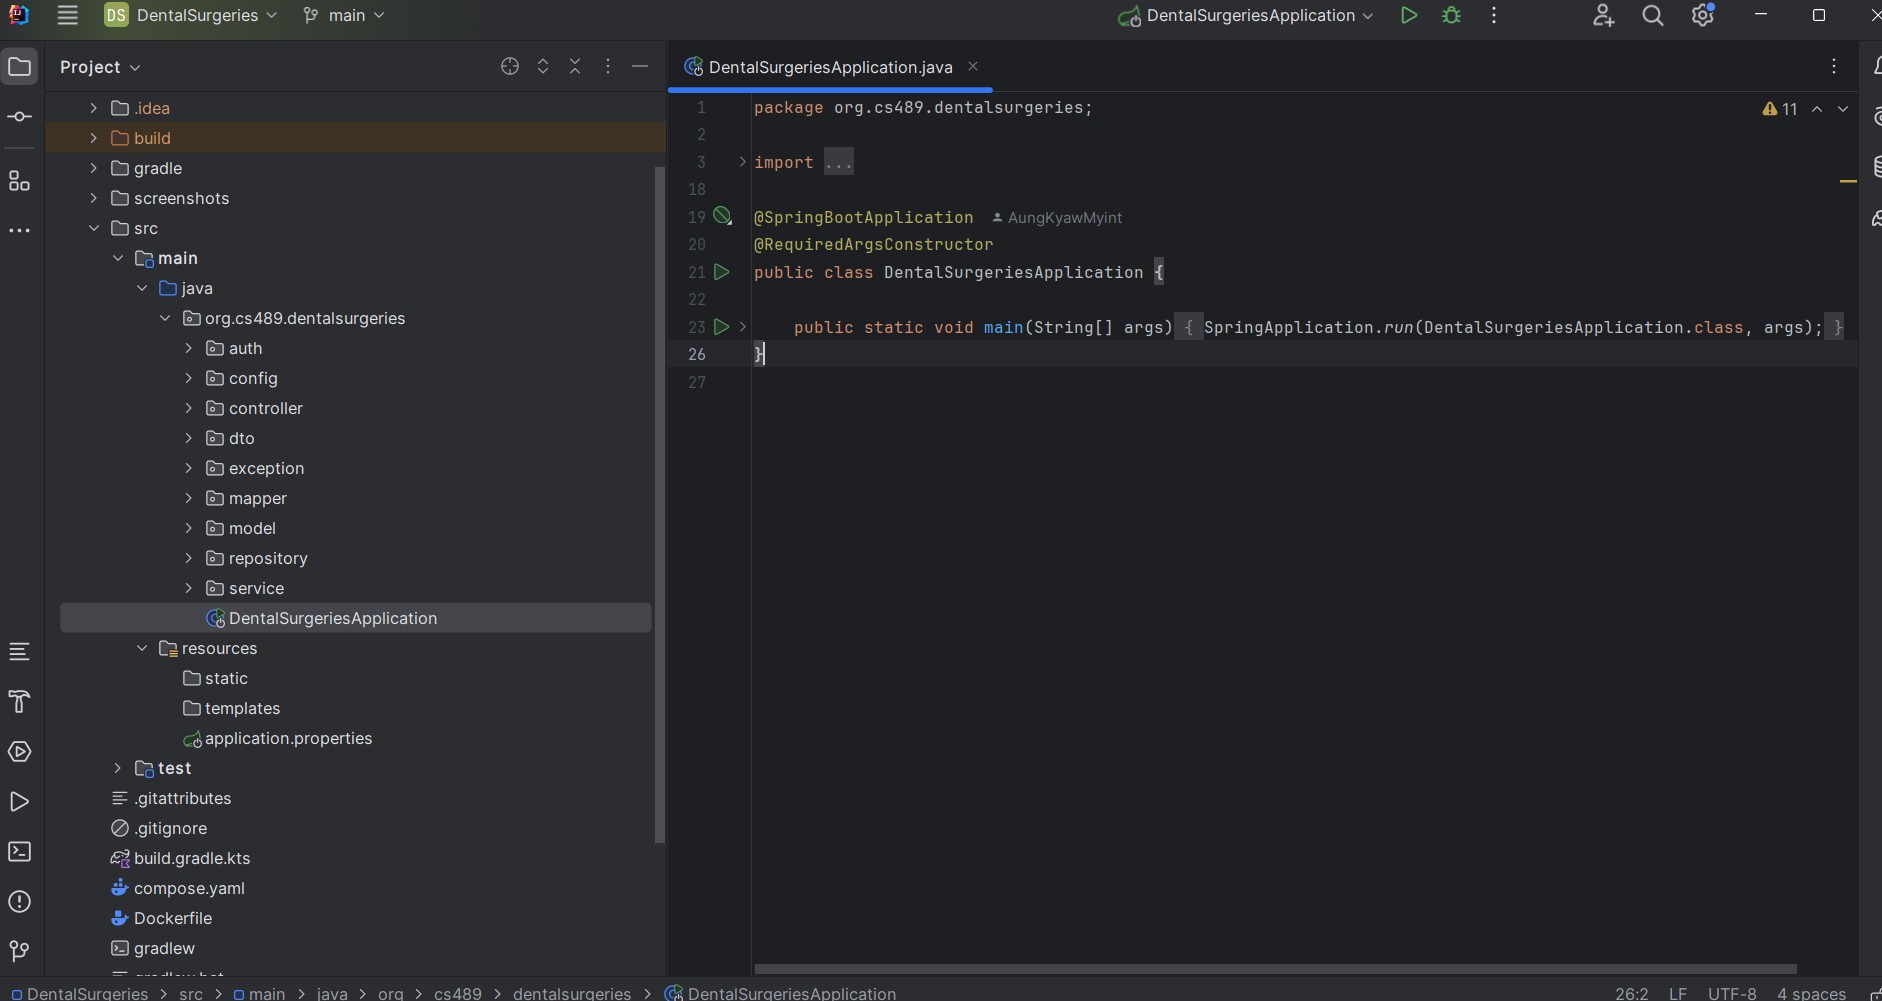 DS DentalSurgeries main DentalSurgeriesApplication
Project
.idea
build
gradle
screenshots
src
main
java
org.cs489.dentalsurgeries
auth
config
controller
dto
exception
mapper
model
repository
service
DentalSurgeriesApplication
resources
static
templates
application.properties
test
.gitattributes
.gitignore
build.gradle.kts
compose.yaml
Dockerfile
gradlew
DentalSurgeriesApplication.java
11
1 package org.cs489.dentalsurgeries;
2
3 import ...
18
19 @SpringBootApplication AungKyawMyint
20 @RequiredArgsConstructor
21 public class DentalSurgeriesApplication {
22
23 public static void main(String[] args) { SpringApplication.run(DentalSurgeriesApplication.class, args); }
26 }
27
DentalSurgeries > src > main > java > org > cs489 > dentalsurgeries > DentalSurgeriesApplication 26:2 LF UTF-8 4 spaces